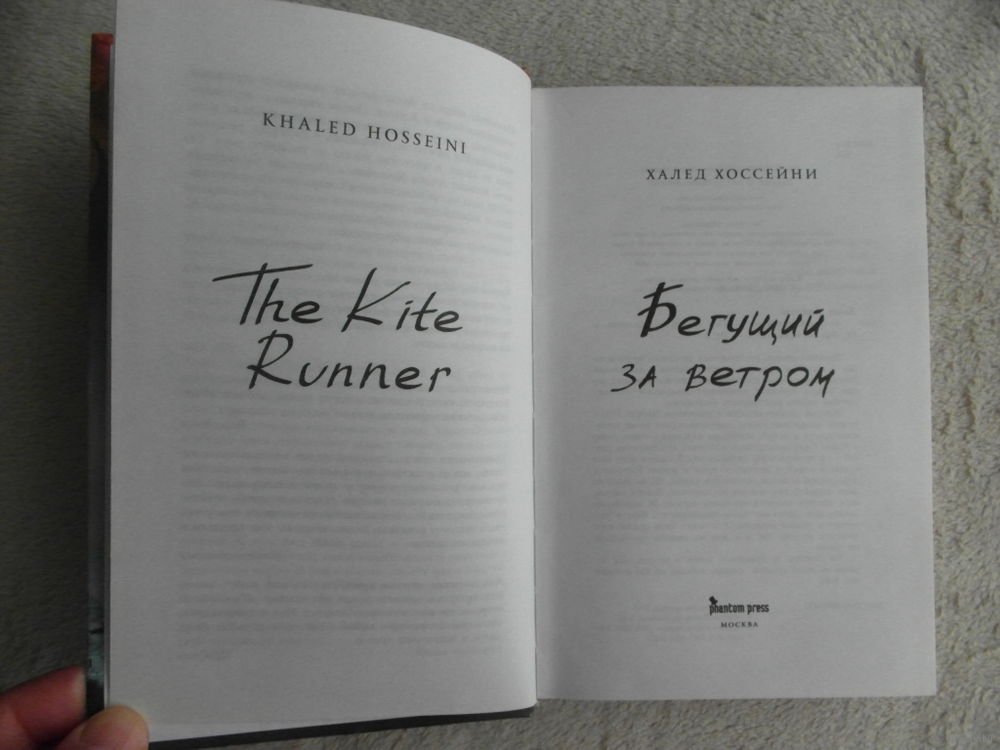 KHALED HOSSEINI
The Kite
Runner
ХАЛЕД ХОССЕЙНИ
Бегущий
за ветром
phantom press
МОСКВА